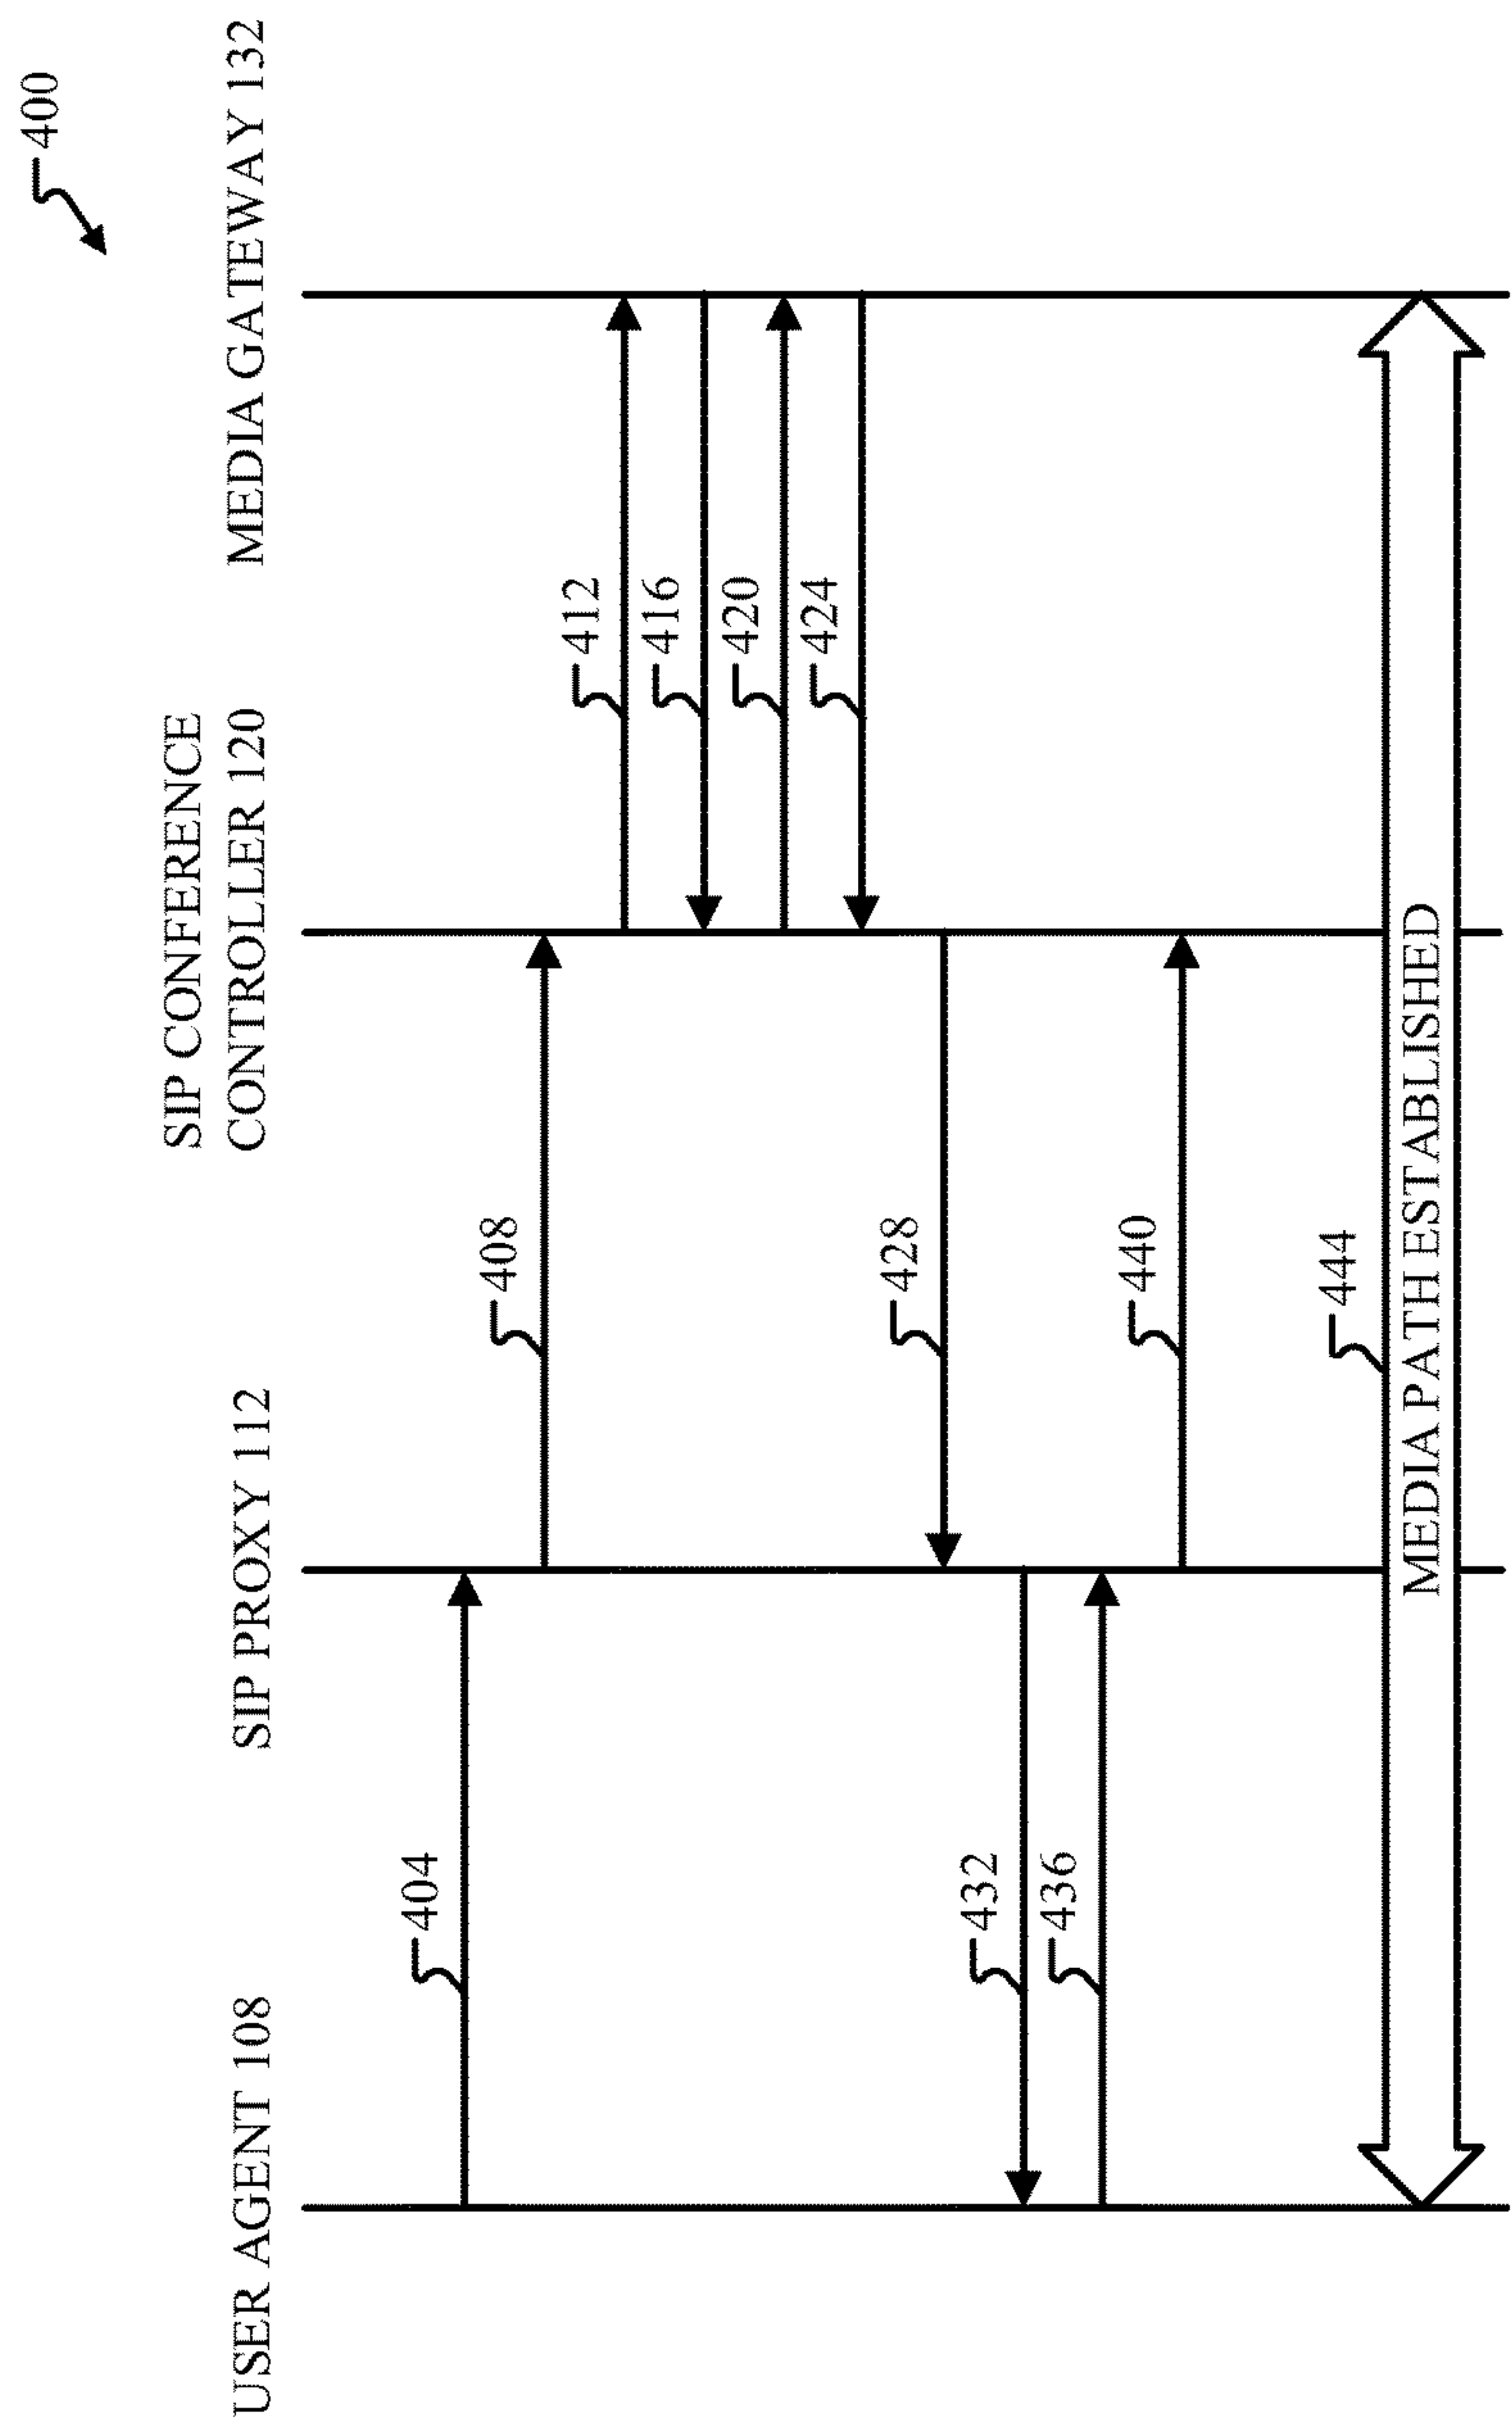 400
USER AGENT 108
SIP PROXY 112
SIP CONFERENCE
CONTROLLER 120
MEDIA GATEWAY 132
404
408
412
416
420
424
428
432
436
440
444
MEDIA PATH ESTABLISHED